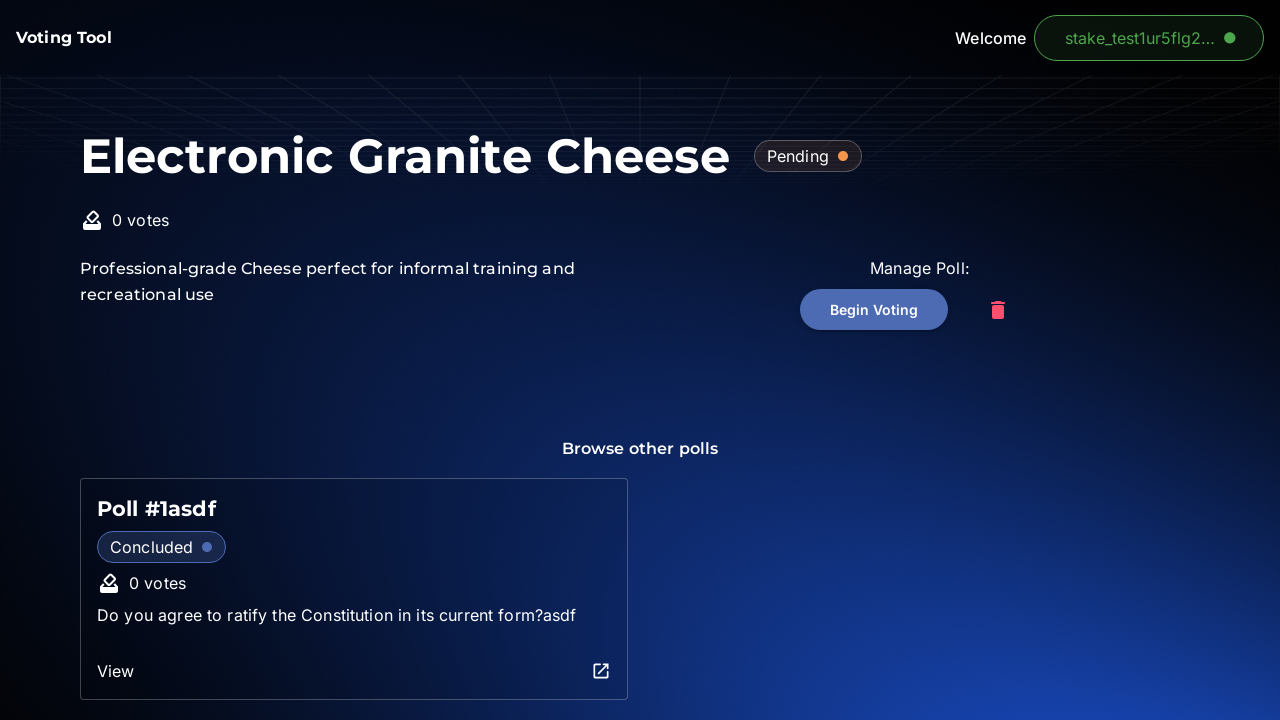 Voting Tool
Welcome
stake_test1ur5flg2...
Electronic Granite Cheese
Pending
0 votes
Professional-grade Cheese perfect for informal training and
recreational use
Manage Poll:
Begin Voting
Browse other polls
Poll #1asdf
Concluded
0 votes
Do you agree to ratify the Constitution in its current form?asdf
View